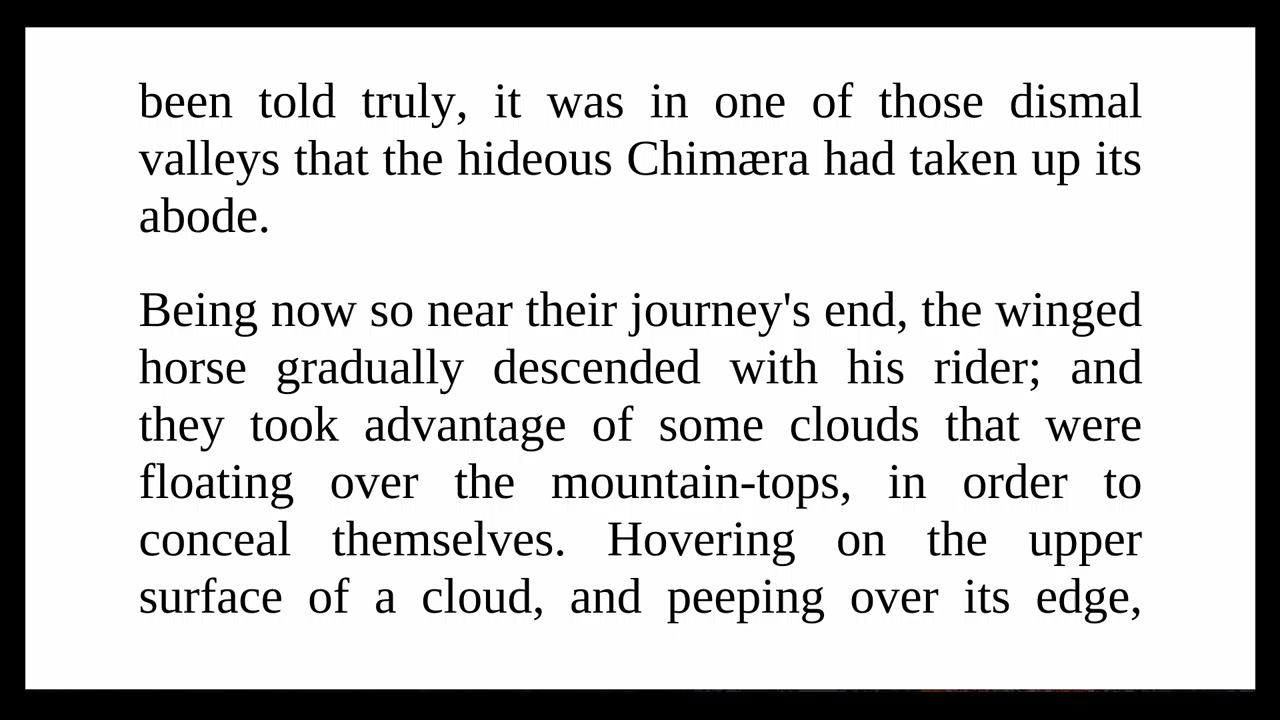 been told truly, it was in one of those dismal
valleys that the hideous Chimæra had taken up its
abode.
Being now so near their journey's end, the winged
horse gradually descended with his rider; and
they took advantage of some clouds that were
floating over the mountain-tops, in order to
conceal themselves. Hovering on the upper
surface of a cloud, and peeping over its edge,